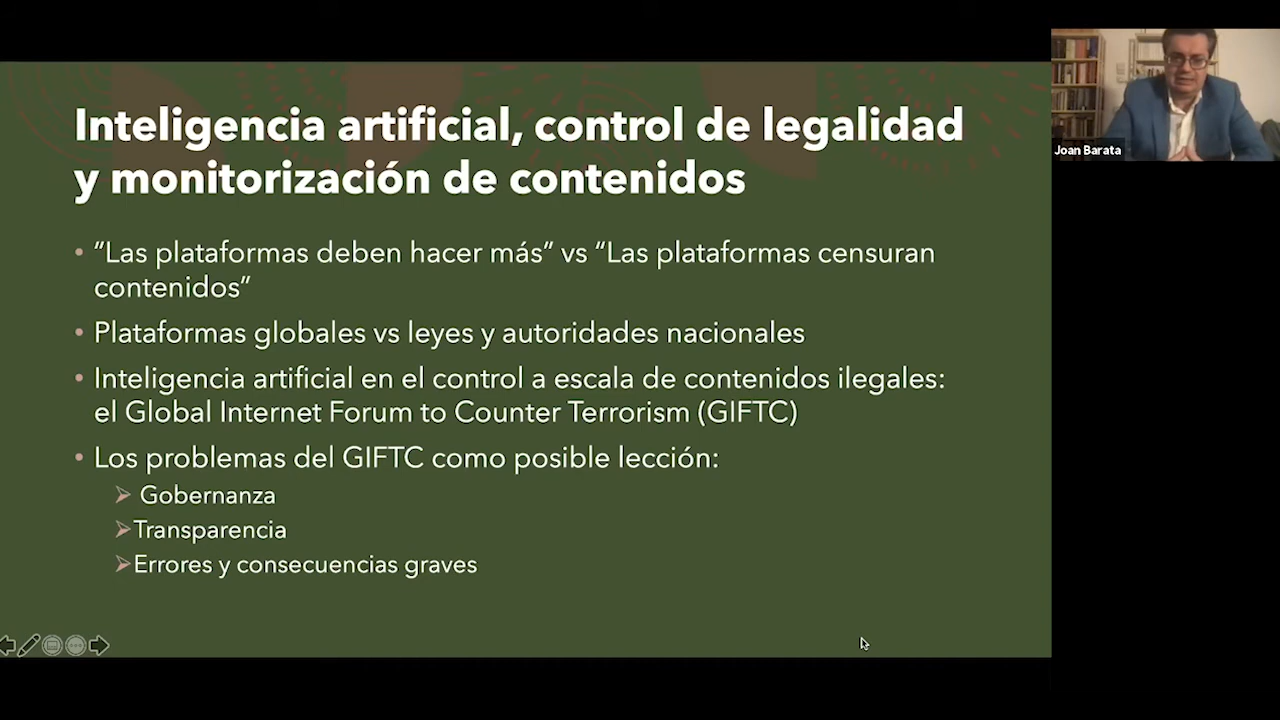 Inteligencia artificial, control de legalidad
y monitorización de contenidos
• ”Las plataformas deben hacer más” vs “Las plataformas censuran
contenidos”
• Plataformas globales vs leyes y autoridades nacionales
• Inteligencia artificial en el control a escala de contenidos ilegales:
el Global Internet Forum to Counter Terrorism (GIFTC)
• Los problemas del GIFTC como posible lección:
➢ Gobernanza
➢Transparencia
➢Errores y consecuencias graves
Joan Barata